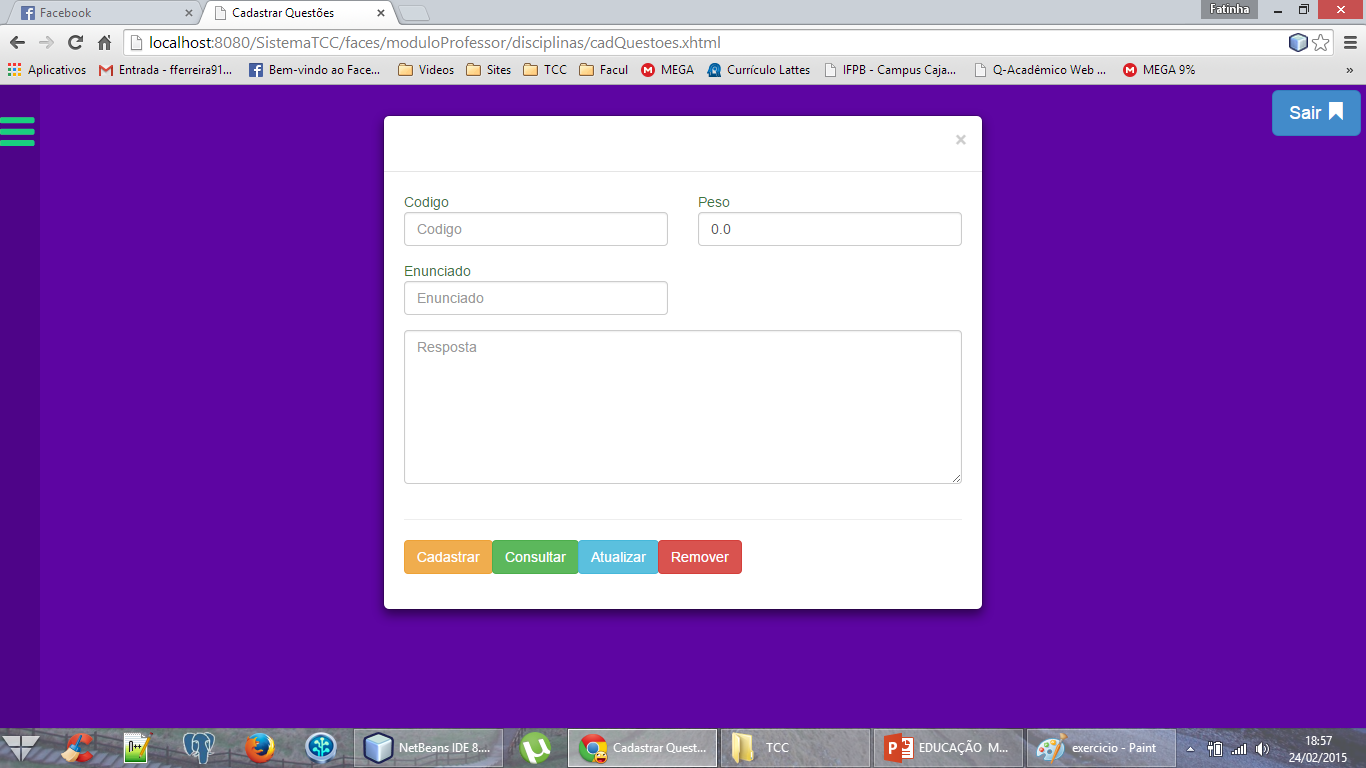 Facebook
Cadastrar Questões
Fatinha
localhost:8080/SistemaTCC/faces/moduloProfessor/disciplinas/cadQuestoes.xhtml
Aplicativos
Entrada - fferreira91...
Bem-vindo ao Face...
Videos
Sites
TCC
Facul
MEGA
Currículo Lattes
IFPB - Campus Caja...
Q-Acadêmico Web ...
MEGA 9%
»
Sair
×
Codigo
Peso
Codigo
0.0
Enunciado
Enunciado
Resposta
Cadastrar
Consultar
Atualizar
Remover
NetBeans IDE 8....
Cadastrar Quest...
TCC
EDUCAÇÃO M...
exercicio - Paint
18:57
24/02/2015